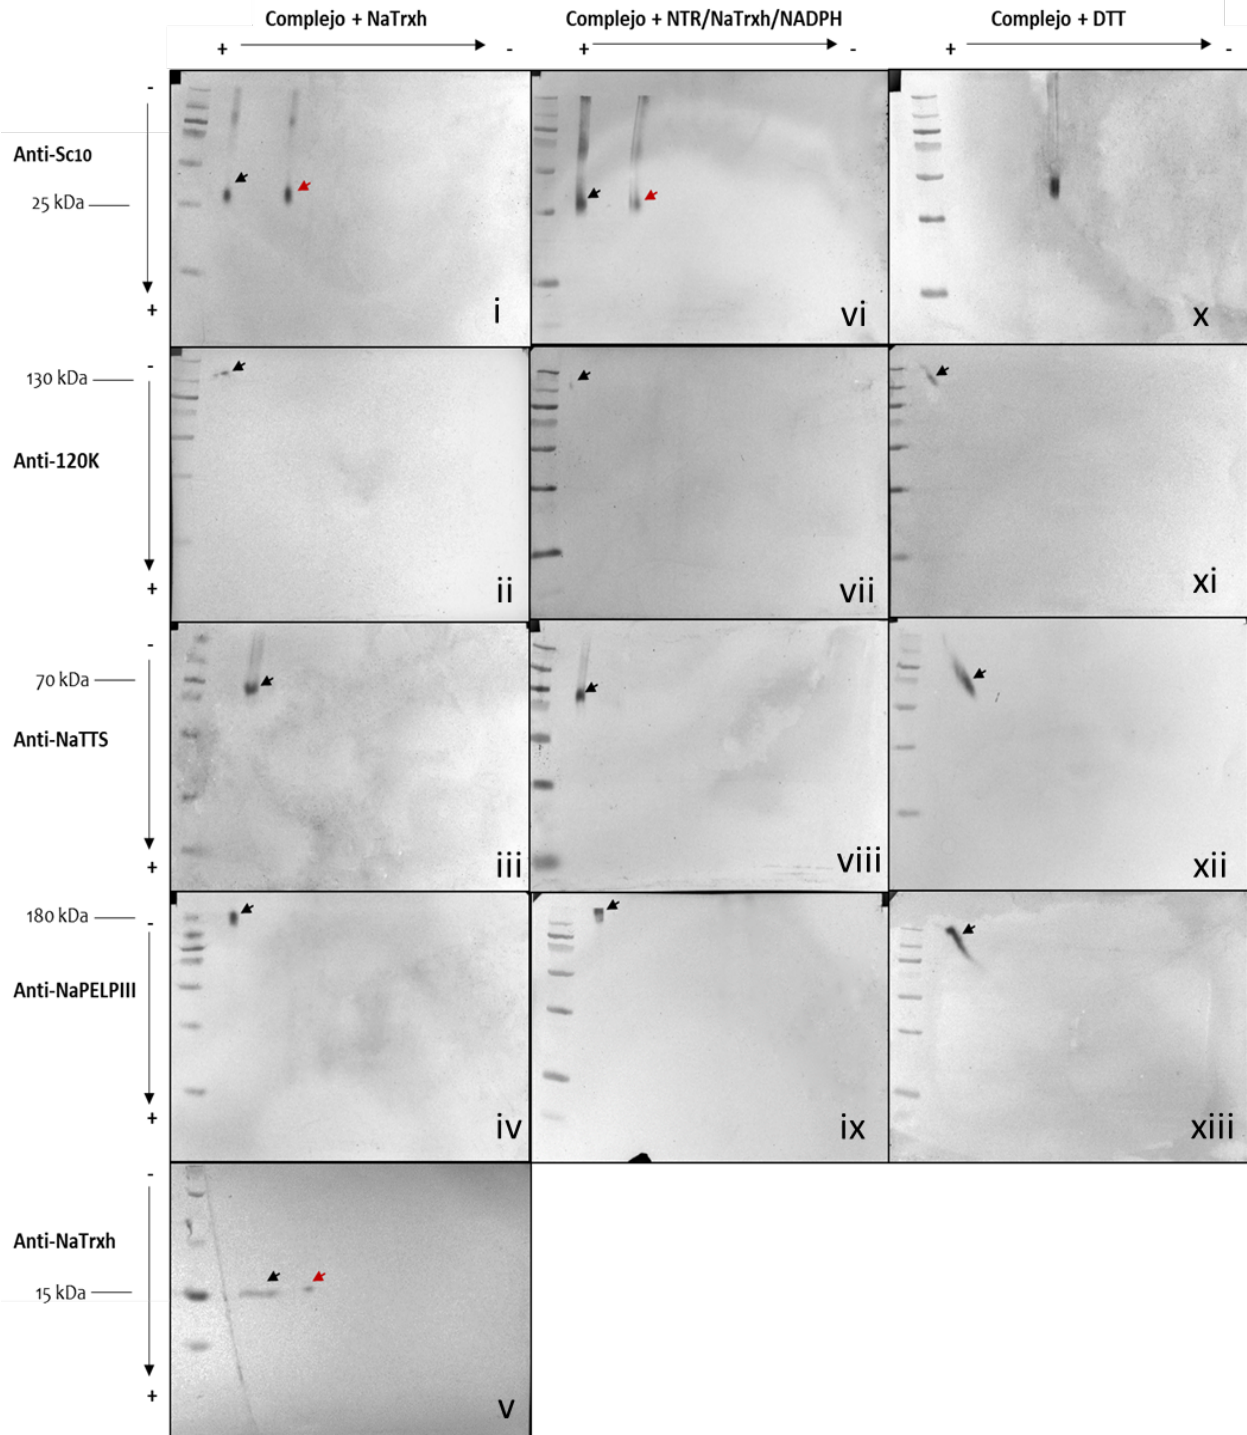 Complejo + NaTrxh
Complejo + NTR/NaTrxh/NADPH
Complejo + DTT
+ -
+ -
+ -
-
Anti-Sc10
25 kDa
+
i
vi
x
-
130 kDa
Anti-120K
+
ii
vii
xi
-
70 kDa
Anti-NaTTS
+
iii
viii
xii
180 kDa
-
Anti-NaPELPIII
+
iv
ix
xiii
-
Anti-NaTrxh
15 kDa
+
v